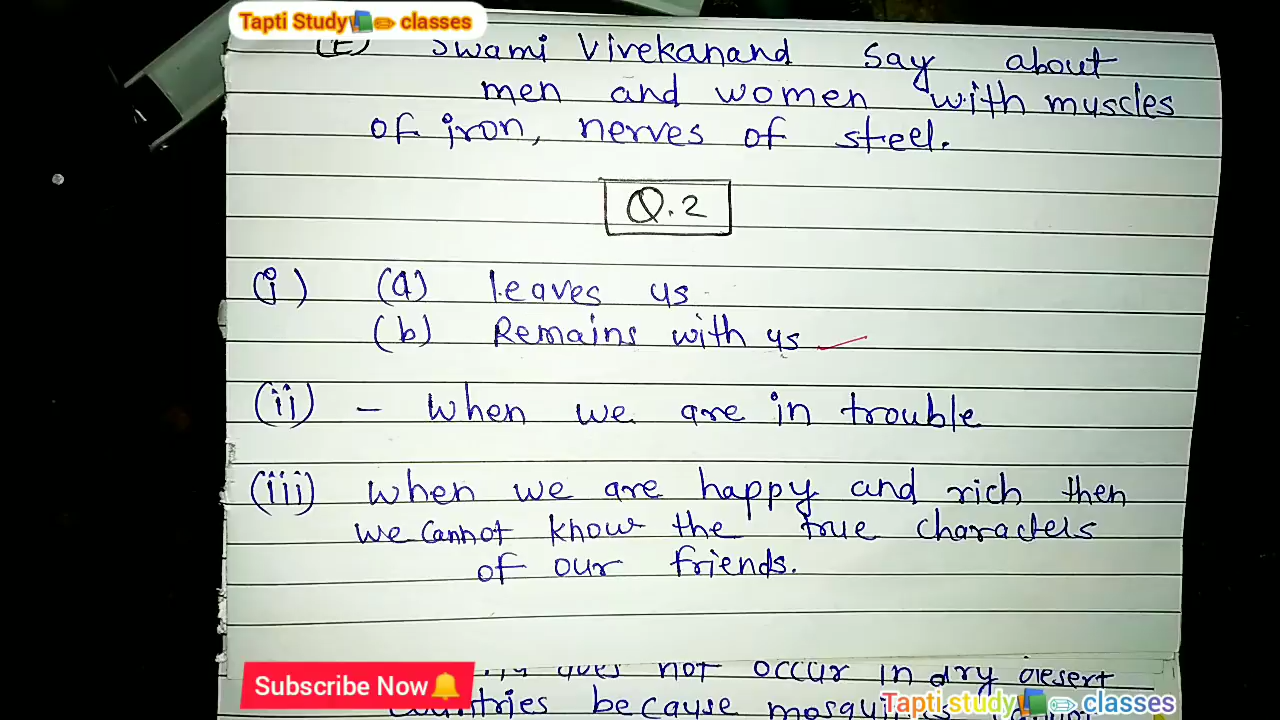 Tapti Study classes
(E) Swami Vivekanand Say about
men and women with muscles
of iron, nerves of steel.
Q.2
(i) (a) leaves us
(b) Remains with us
(ii) - When we are in trouble
(iii) When we are happy and rich then
we cannot know the true characters
of our friends.
does not occur in dry desert
countries because
Subscribe Now
Tapti study classes